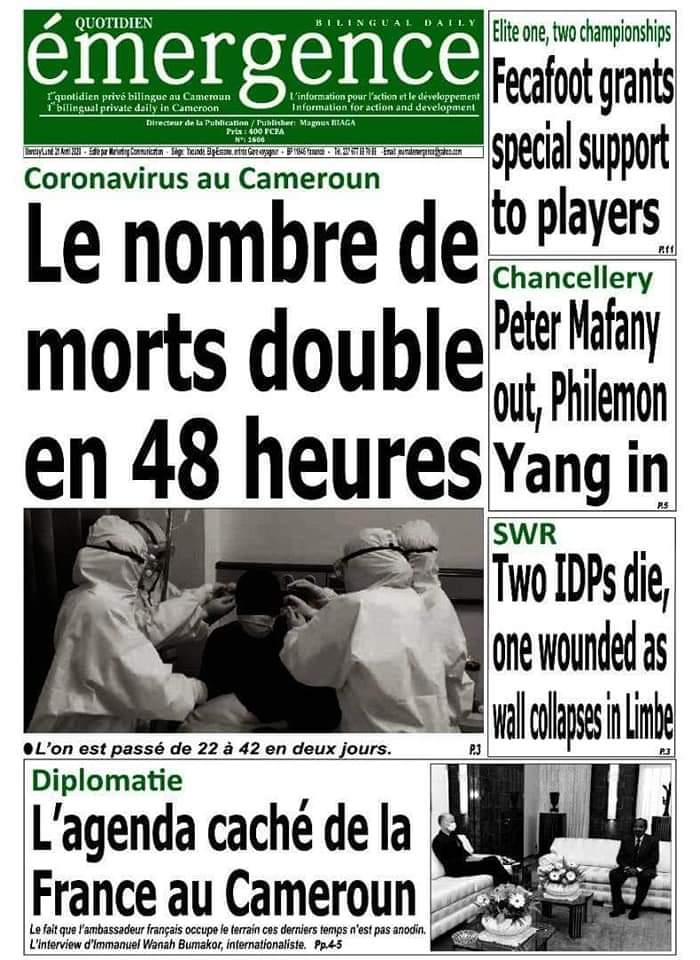 QUOTIDIEN
BILINGUAL DAILY
émergence
1er quotidien privé bilingue au Cameroun
1st bilingual private daily in Cameroon
L'information pour l'action et le développement
Information for action and development
Directeur de la Publication / Publisher: Magnus BIAGA
Prix : 400 FCFA
N°: 1606
Coronavirus au Cameroun
Le nombre de
morts double
en 48 heures
●L'on est passé de 22 à 42 en deux jours. P.3
Elite one, two championships
Fecafoot grants
special support
to players
P.11
Chancellery
Peter Mafany
out, Philemon
Yang in
P.5
SWR
Two IDPs die,
one wounded as
wall collapses in Limbe
P.3
Diplomatie
L'agenda caché de la
France au Cameroun
Le fait que l'ambassadeur français occupe le terrain ces derniers temps n'est pas anodin.
L'interview d'Immanuel Wanah Bumakor, internationaliste. Pp.4-5